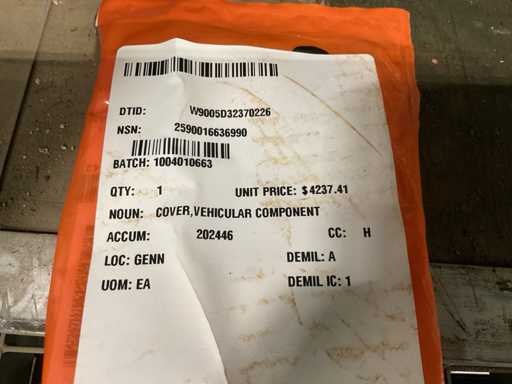 DTID: W9005D32370226
NSN: 2590016636990
BATCH: 1004010663
QTY: 1 UNIT PRICE: $4237.41
NOUN: COVER,VEHICULAR COMPONENT
ACCUM: 202446 CC: H
LOC: GENN DEMIL: A
UOM: EA DEMIL IC: 1